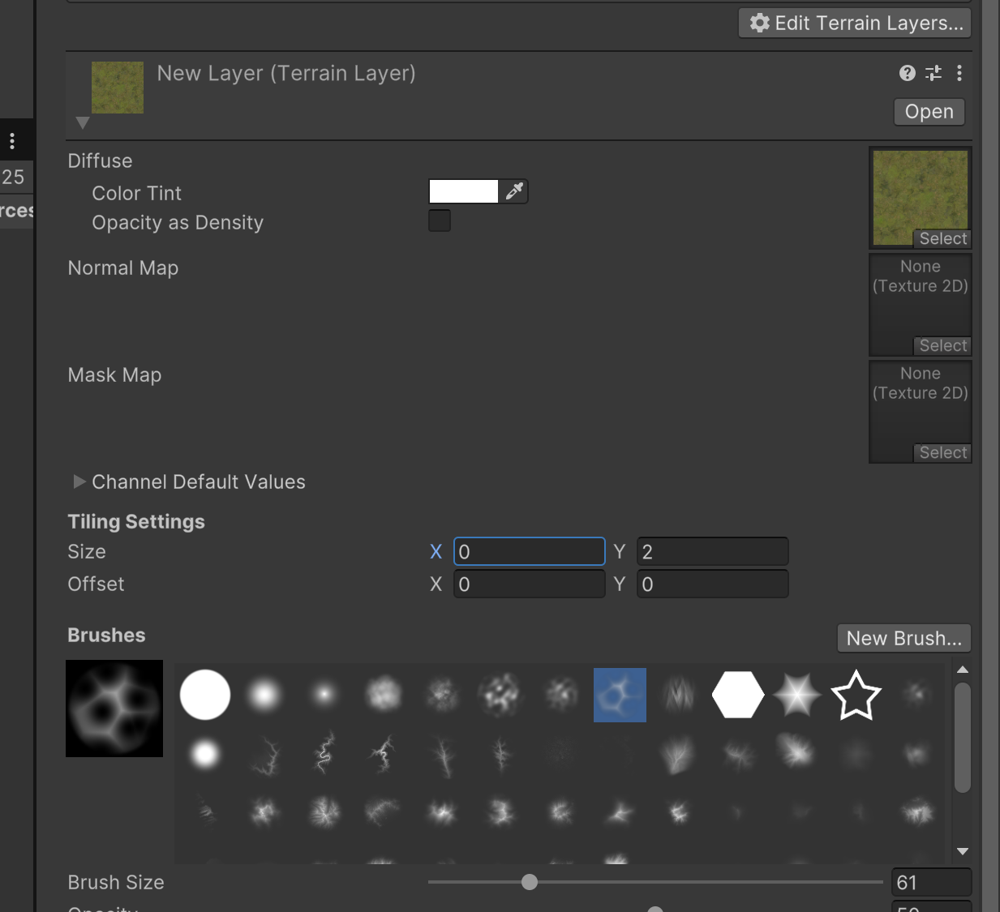 Edit Terrain Layers...
New Layer (Terrain Layer)
Open
25
rces
Diffuse
Color Tint
Opacity as Density
Select
Normal Map
None
(Texture 2D)
Select
Mask Map
None
(Texture 2D)
Select
Channel Default Values
Tiling Settings
Size X 0 Y 2
Offset X 0 Y 0
Brushes
New Brush...
Brush Size 61
Opacity 50